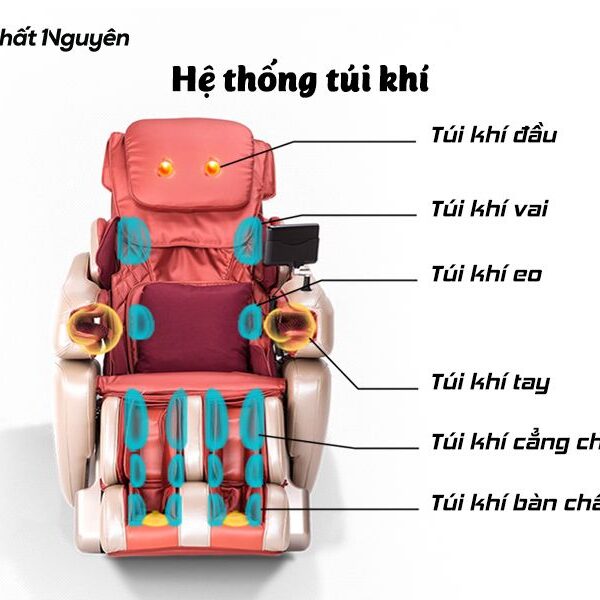 hất Nguyên
Hệ thống túi khí
Túi khí đầu
Túi khí vai
Túi khí eo
Túi khí tay
Túi khí cẳng ch
Túi khí bàn châ